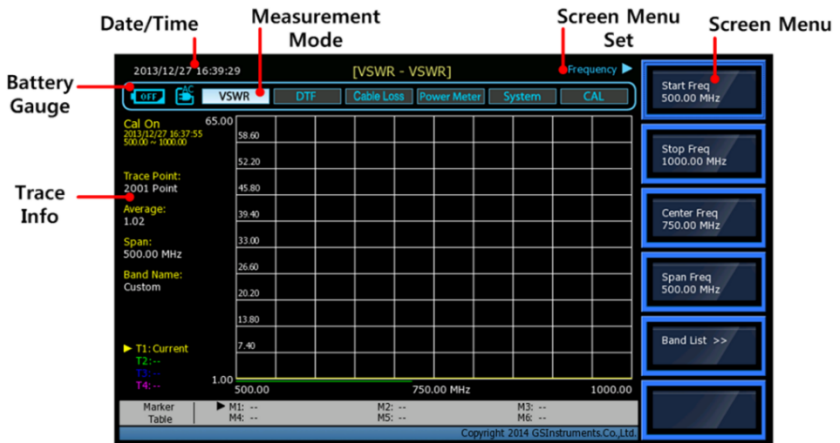 Date/Time
Measurement
Mode
Screen Menu
Set
Screen Menu
Battery
Gauge
Trace
Info
2013/12/27 16:39:29
[VSWR - VSWR]
Frequency ▶
OFF
AC
VSWR
DTF
Cable Loss
Power Meter
System
CAL
Cal On
2013/12/27 16:37:55
500.00 ~ 1000.00
Trace Point:
2001 Point
Average:
1.02
Span:
500.00 MHz
Band Name:
Custom
▶ T1: Current
T2: --
T3: --
T4: --
65.00
58.60
52.20
45.80
39.40
33.00
26.60
20.20
13.80
7.40
1.00
500.00
750.00 MHz
1000.00
Marker
Table
▶ M1: --
M2: --
M3: --
M4: --
M5: --
M6: --
Copyright 2014 GSInstruments.Co.,Ltd.
Start Freq
500.00 MHz
Stop Freq
1000.00 MHz
Center Freq
750.00 MHz
Span Freq
500.00 MHz
Band List >>